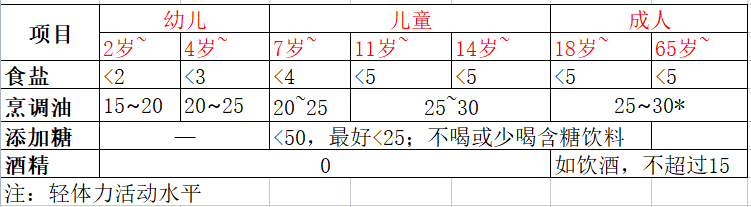 项目 幼儿 儿童 成人
2岁~ 4岁~ 7岁~ 11岁~ 14岁~ 18岁~ 65岁~
食盐 <2 <3 <4 <5 <5 <5 <5
烹调油 15~20 20~25 20~25 25~30 25~30*
添加糖 — <50，最好<25；不喝或少喝含糖饮料
酒精 0 如饮酒，不超过15
注：轻体力活动水平